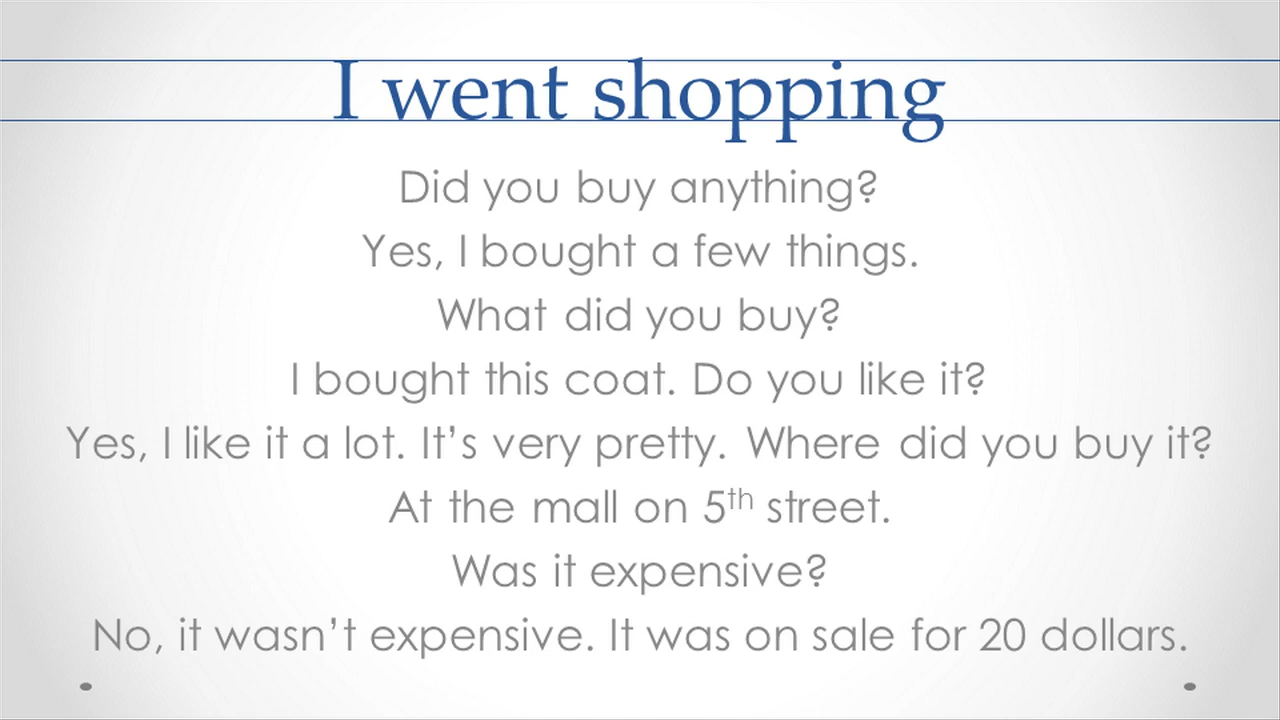 I went shopping
Did you buy anything?
Yes, I bought a few things.
What did you buy?
I bought this coat. Do you like it?
Yes, I like it a lot. It’s very pretty. Where did you buy it?
At the mall on 5th street.
Was it expensive?
No, it wasn’t expensive. It was on sale for 20 dollars.